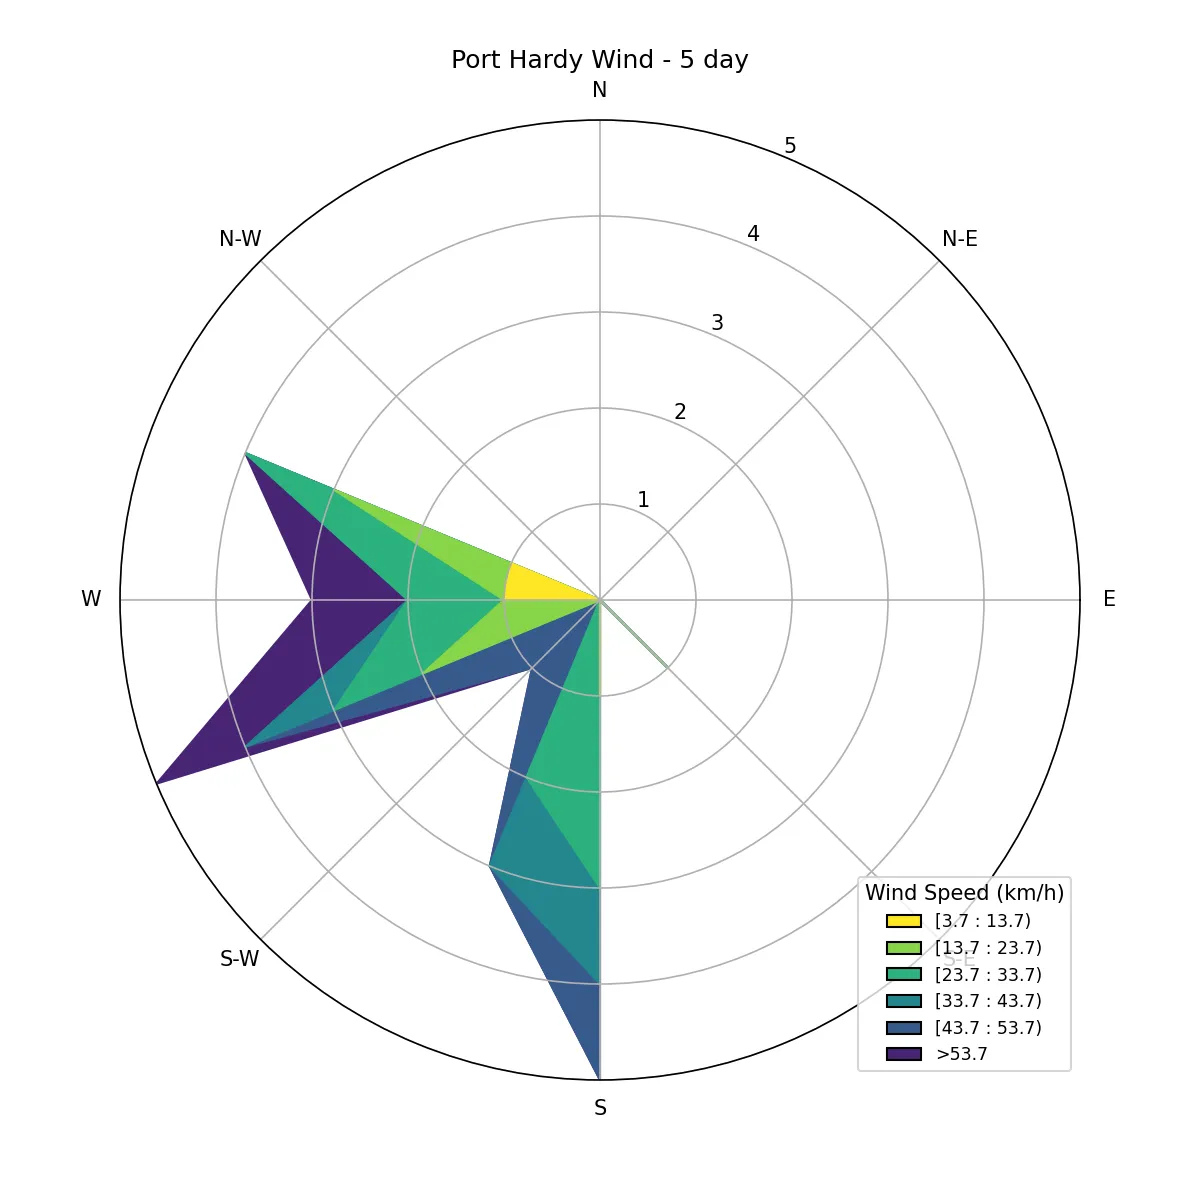 Port Hardy Wind - 5 day
N
5
N-W
4
N-E
3
2
1
W
E
S-W
S-E
Wind Speed (km/h)
[3.7 : 13.7)
[13.7 : 23.7)
[23.7 : 33.7)
[33.7 : 43.7)
[43.7 : 53.7)
>53.7
S